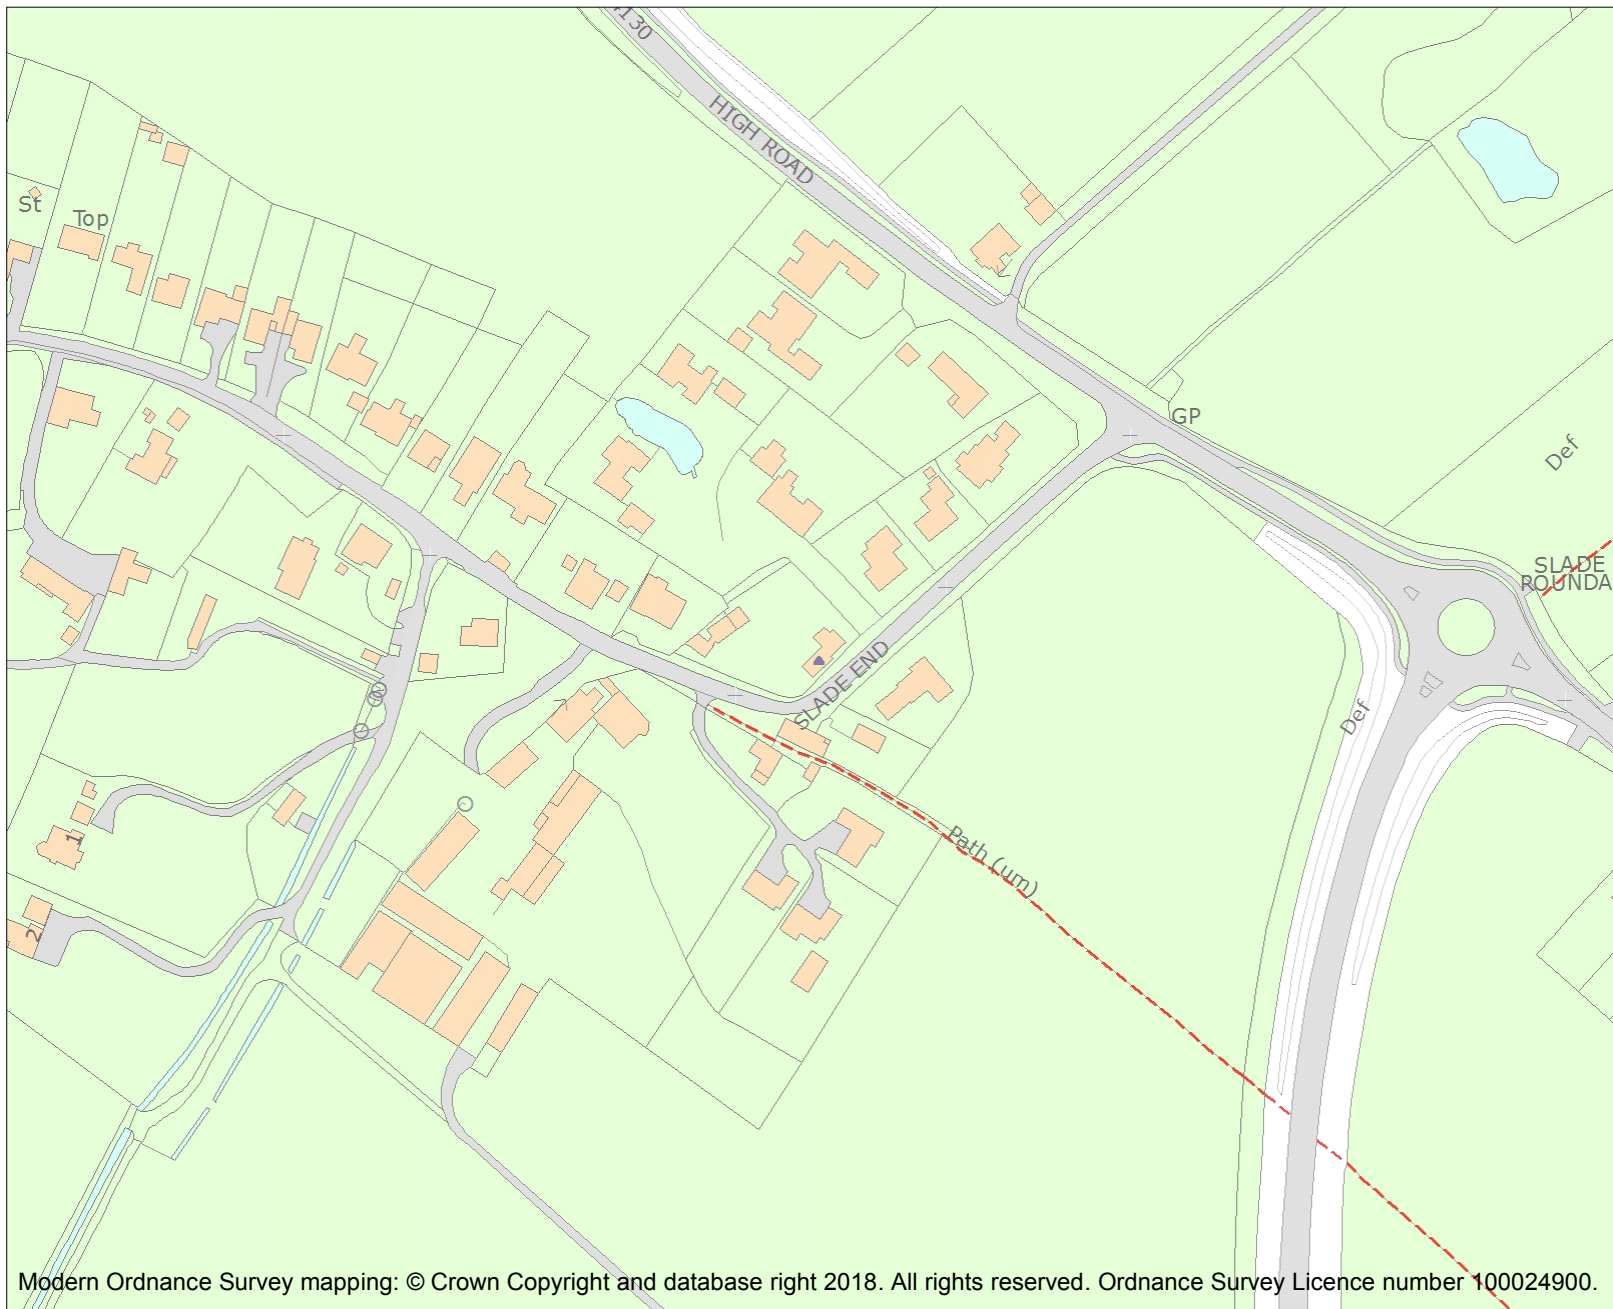 4130
HIGH ROAD
St
Top
GP
Def
SLADE
ROUNDA
SLADE END
Def
Path (um)
1
2
Modern Ordnance Survey mapping: © Crown Copyright and database right 2018. All rights reserved. Ordnance Survey Licence number 100024900.